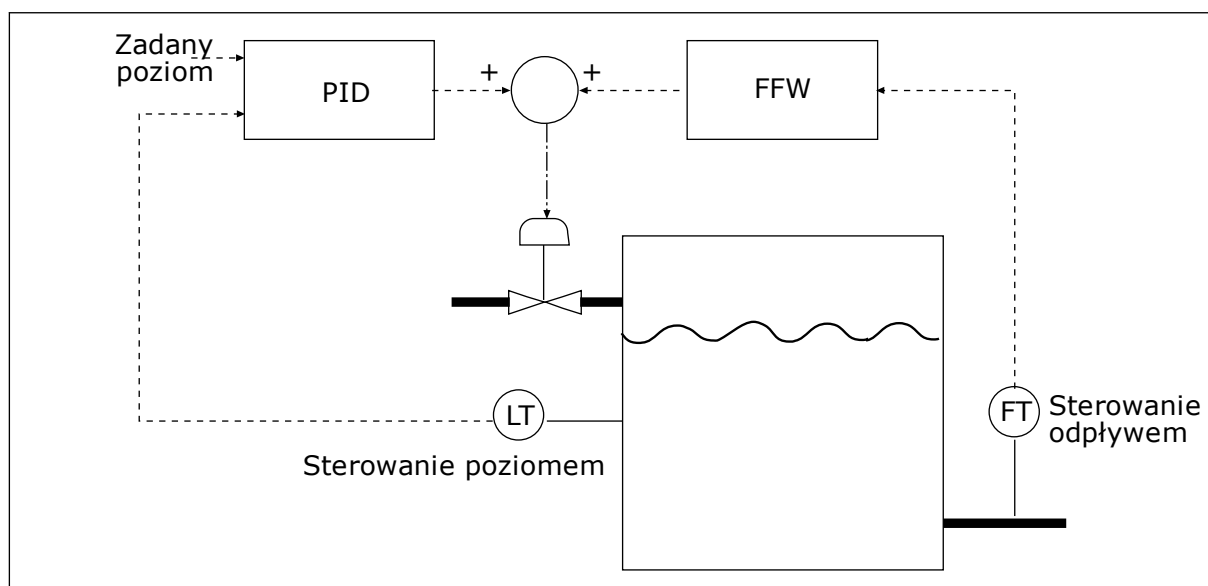 Zadany
poziom
PID
+
+
FFW
LT
Sterowanie poziomem
FT
Sterowanie
odpływem